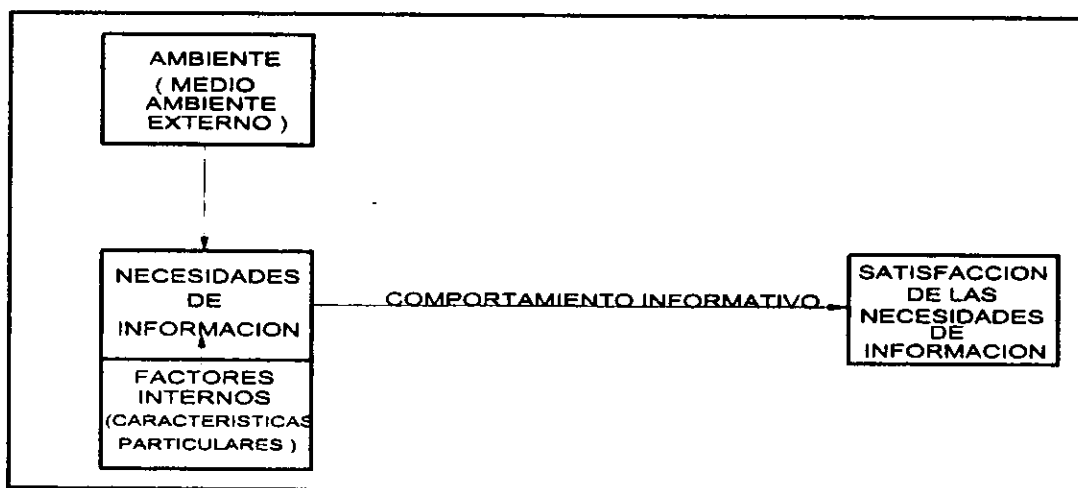 AMBIENTE
( MEDIO
AMBIENTE
EXTERNO )
NECESIDADES
DE
INFORMACION
COMPORTAMIENTO INFORMATIVO
SATISFACCION
DE LAS
NECESIDADES
DE
INFORMACION
FACTORES
INTERNOS
(CARACTERISTICAS
PARTICULARES )